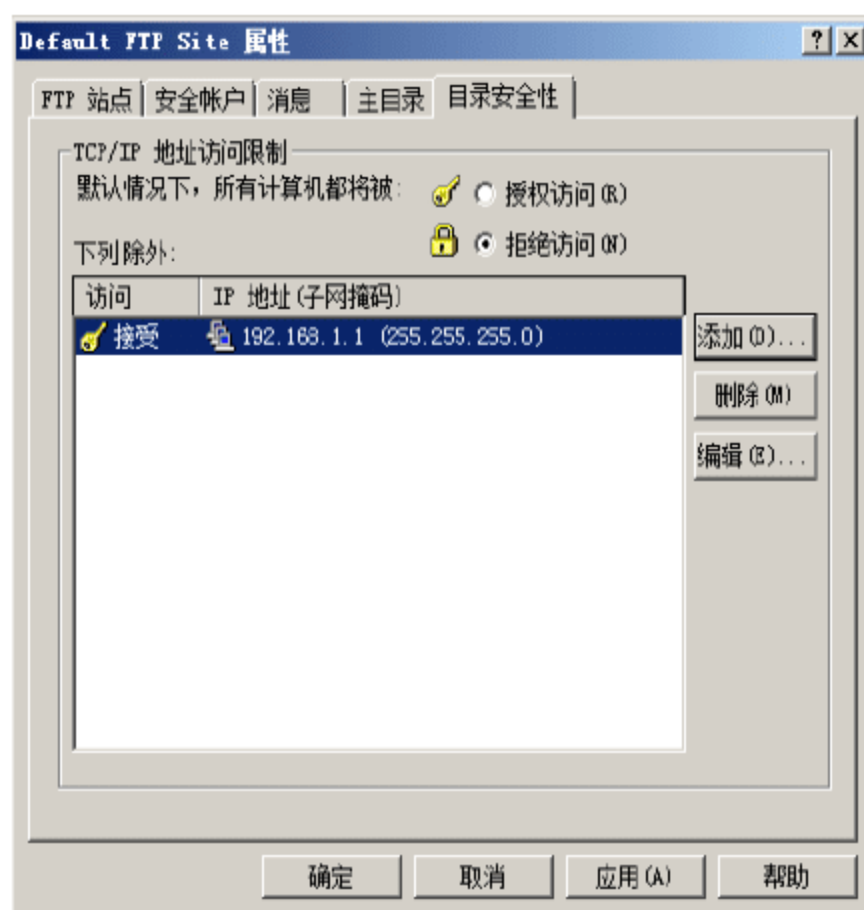 Default FTP Site 属性
FTP 站点 安全帐户 消息 主目录 目录安全性
TCP/IP 地址访问限制
默认情况下，所有计算机都将被: 授权访问(R)
拒绝访问(N)
下列除外:
访问 IP 地址(子网掩码)
接受 192.168.1.1 (255.255.255.0)
添加(D)...
删除(M)
编辑(E)...
确定 取消 应用(A) 帮助